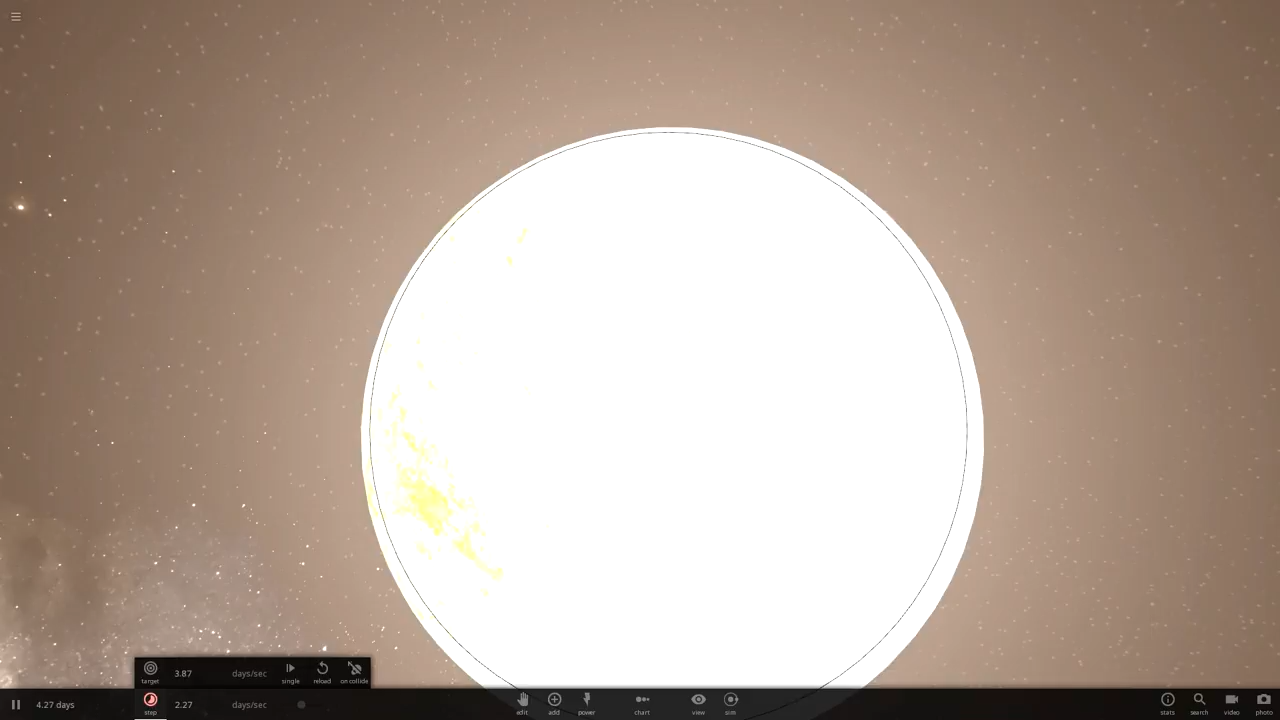 target 3.87 days/sec single reload on collide
4.27 days step 2.27 days/sec edit add power chart view sim stats search video photo